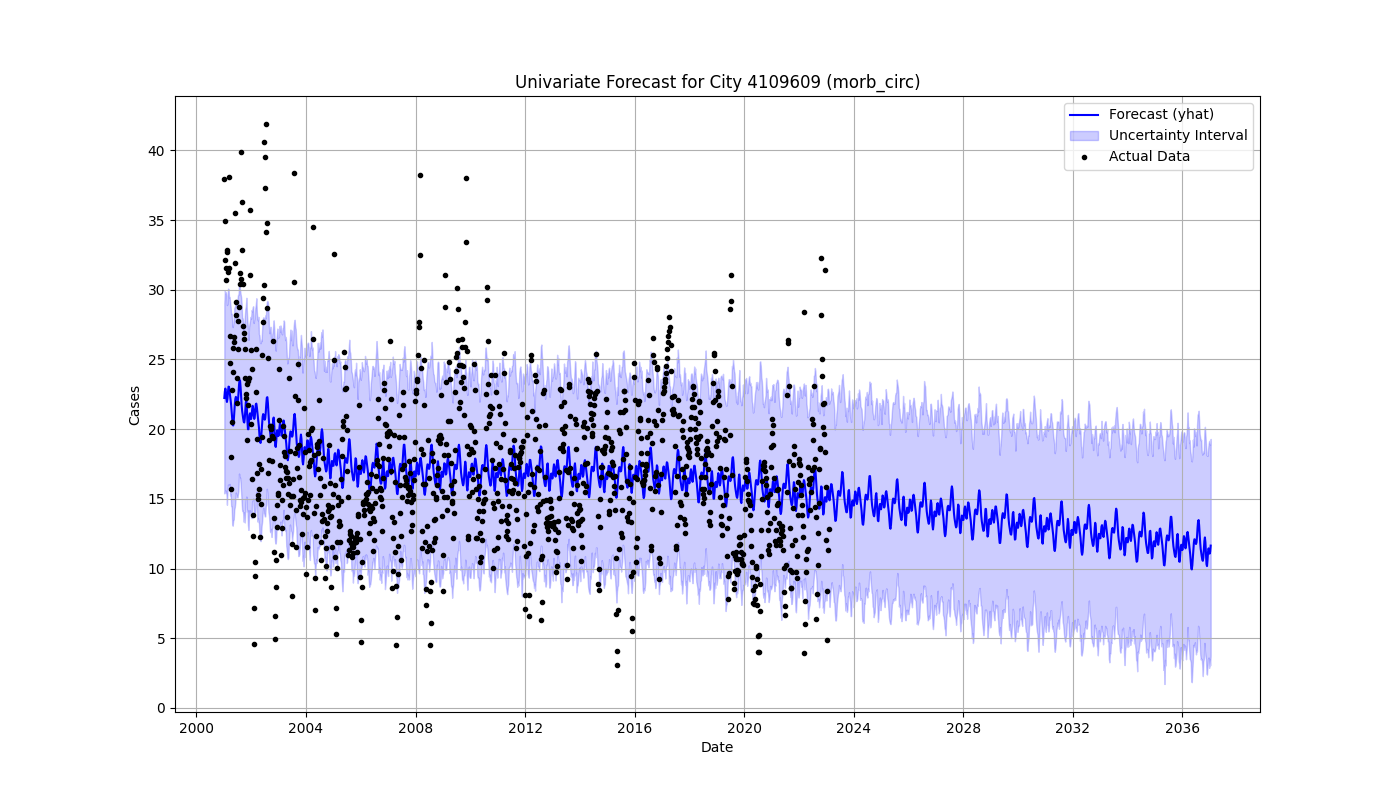 Univariate Forecast for City 4109609 (morb_circ)
Forecast (yhat)
Uncertainty Interval
Actual Data
Cases
40
35
30
25
20
15
10
5
0
2000 2004 2008 2012 2016 2020 2024 2028 2032 2036
Date